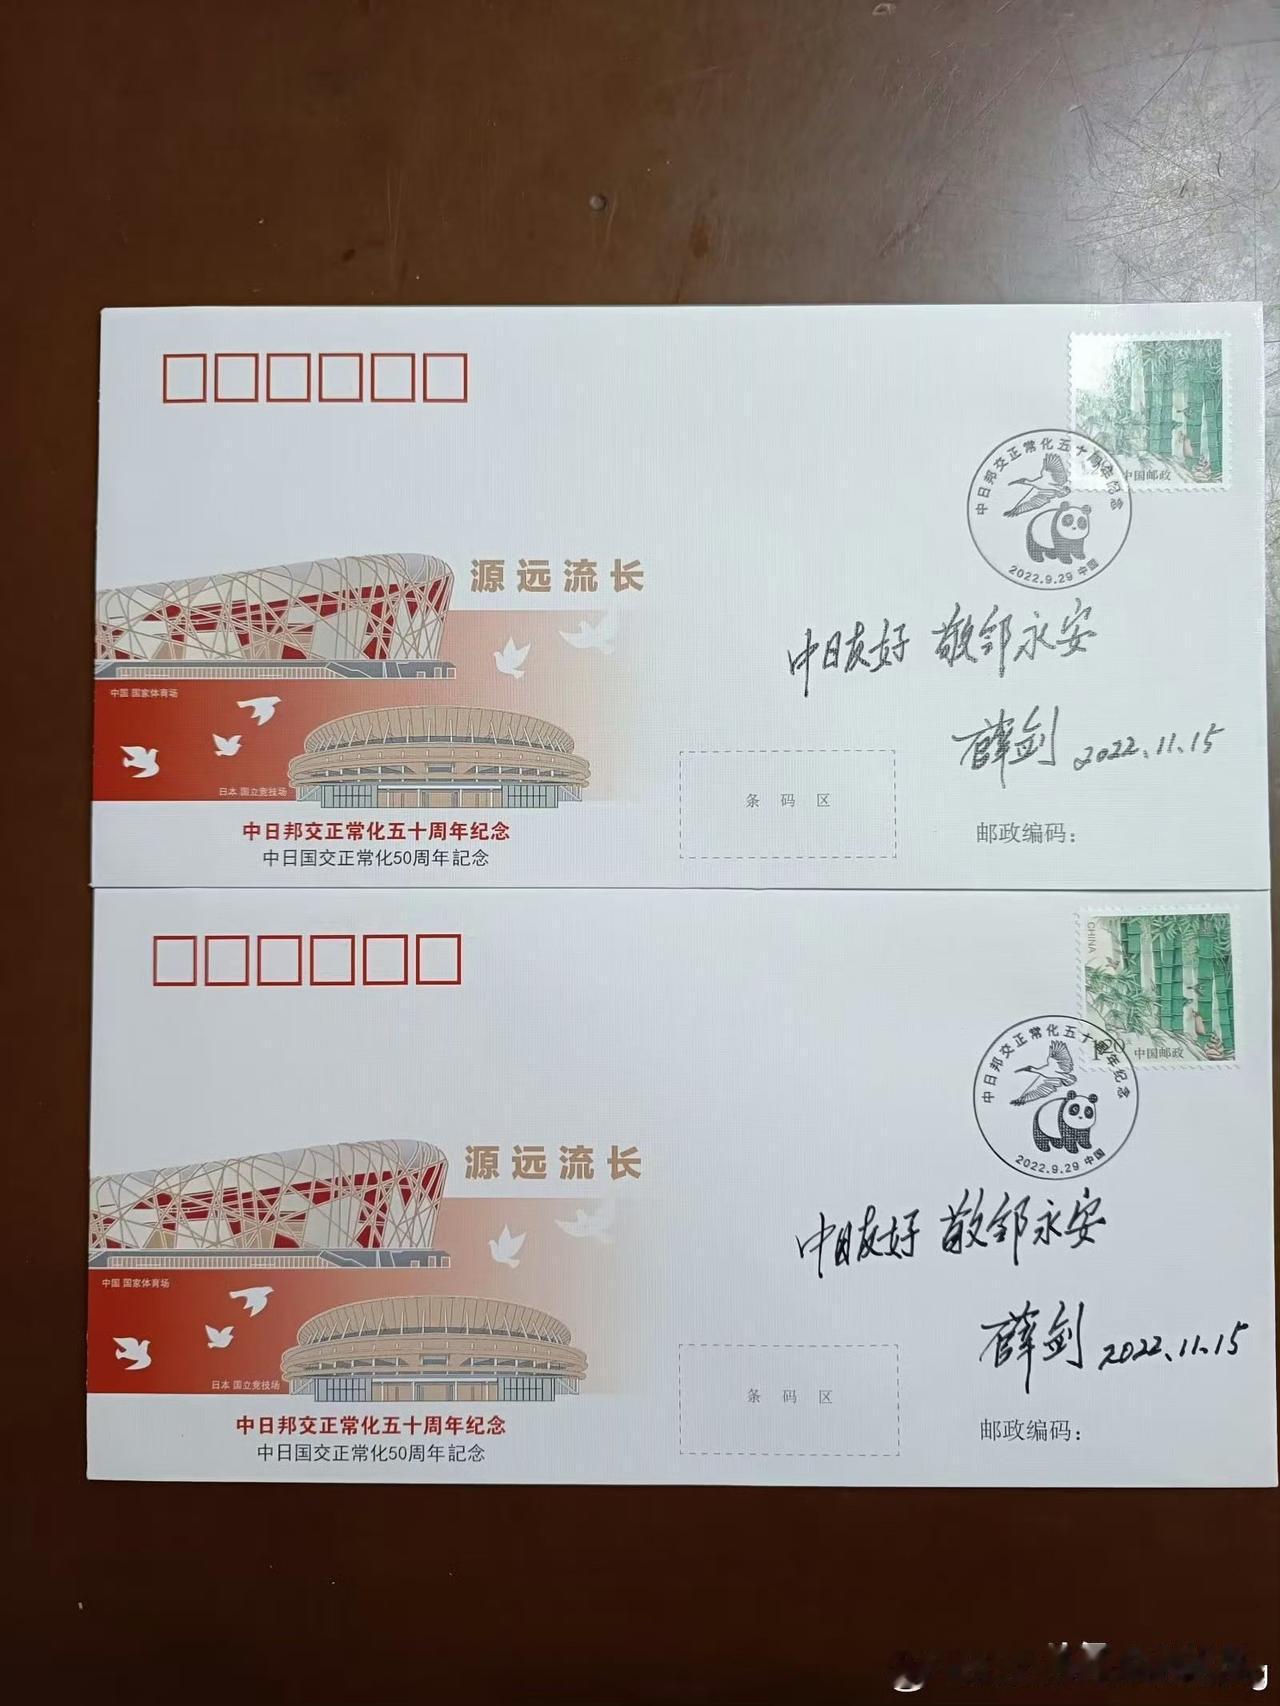 中国邮政
中日邦交正常化五十周年纪念
2022.9.29 中国
源远流长
中日友好 敬邻永安
中国 国家体育场
薛剑 2022.11.15
日本 国立竞技场
条码区
中日邦交正常化五十周年纪念
邮政编码：
中日国交正常化50周年記念
CHINA
中国邮政
中日邦交正常化五十周年纪念
2022.9.29 中国
源远流长
中日友好 敬邻永安
中国 国家体育场
薛剑 2022.11.15
日本 国立竞技场
条码区
中日邦交正常化五十周年纪念
邮政编码：
中日国交正常化50周年記念